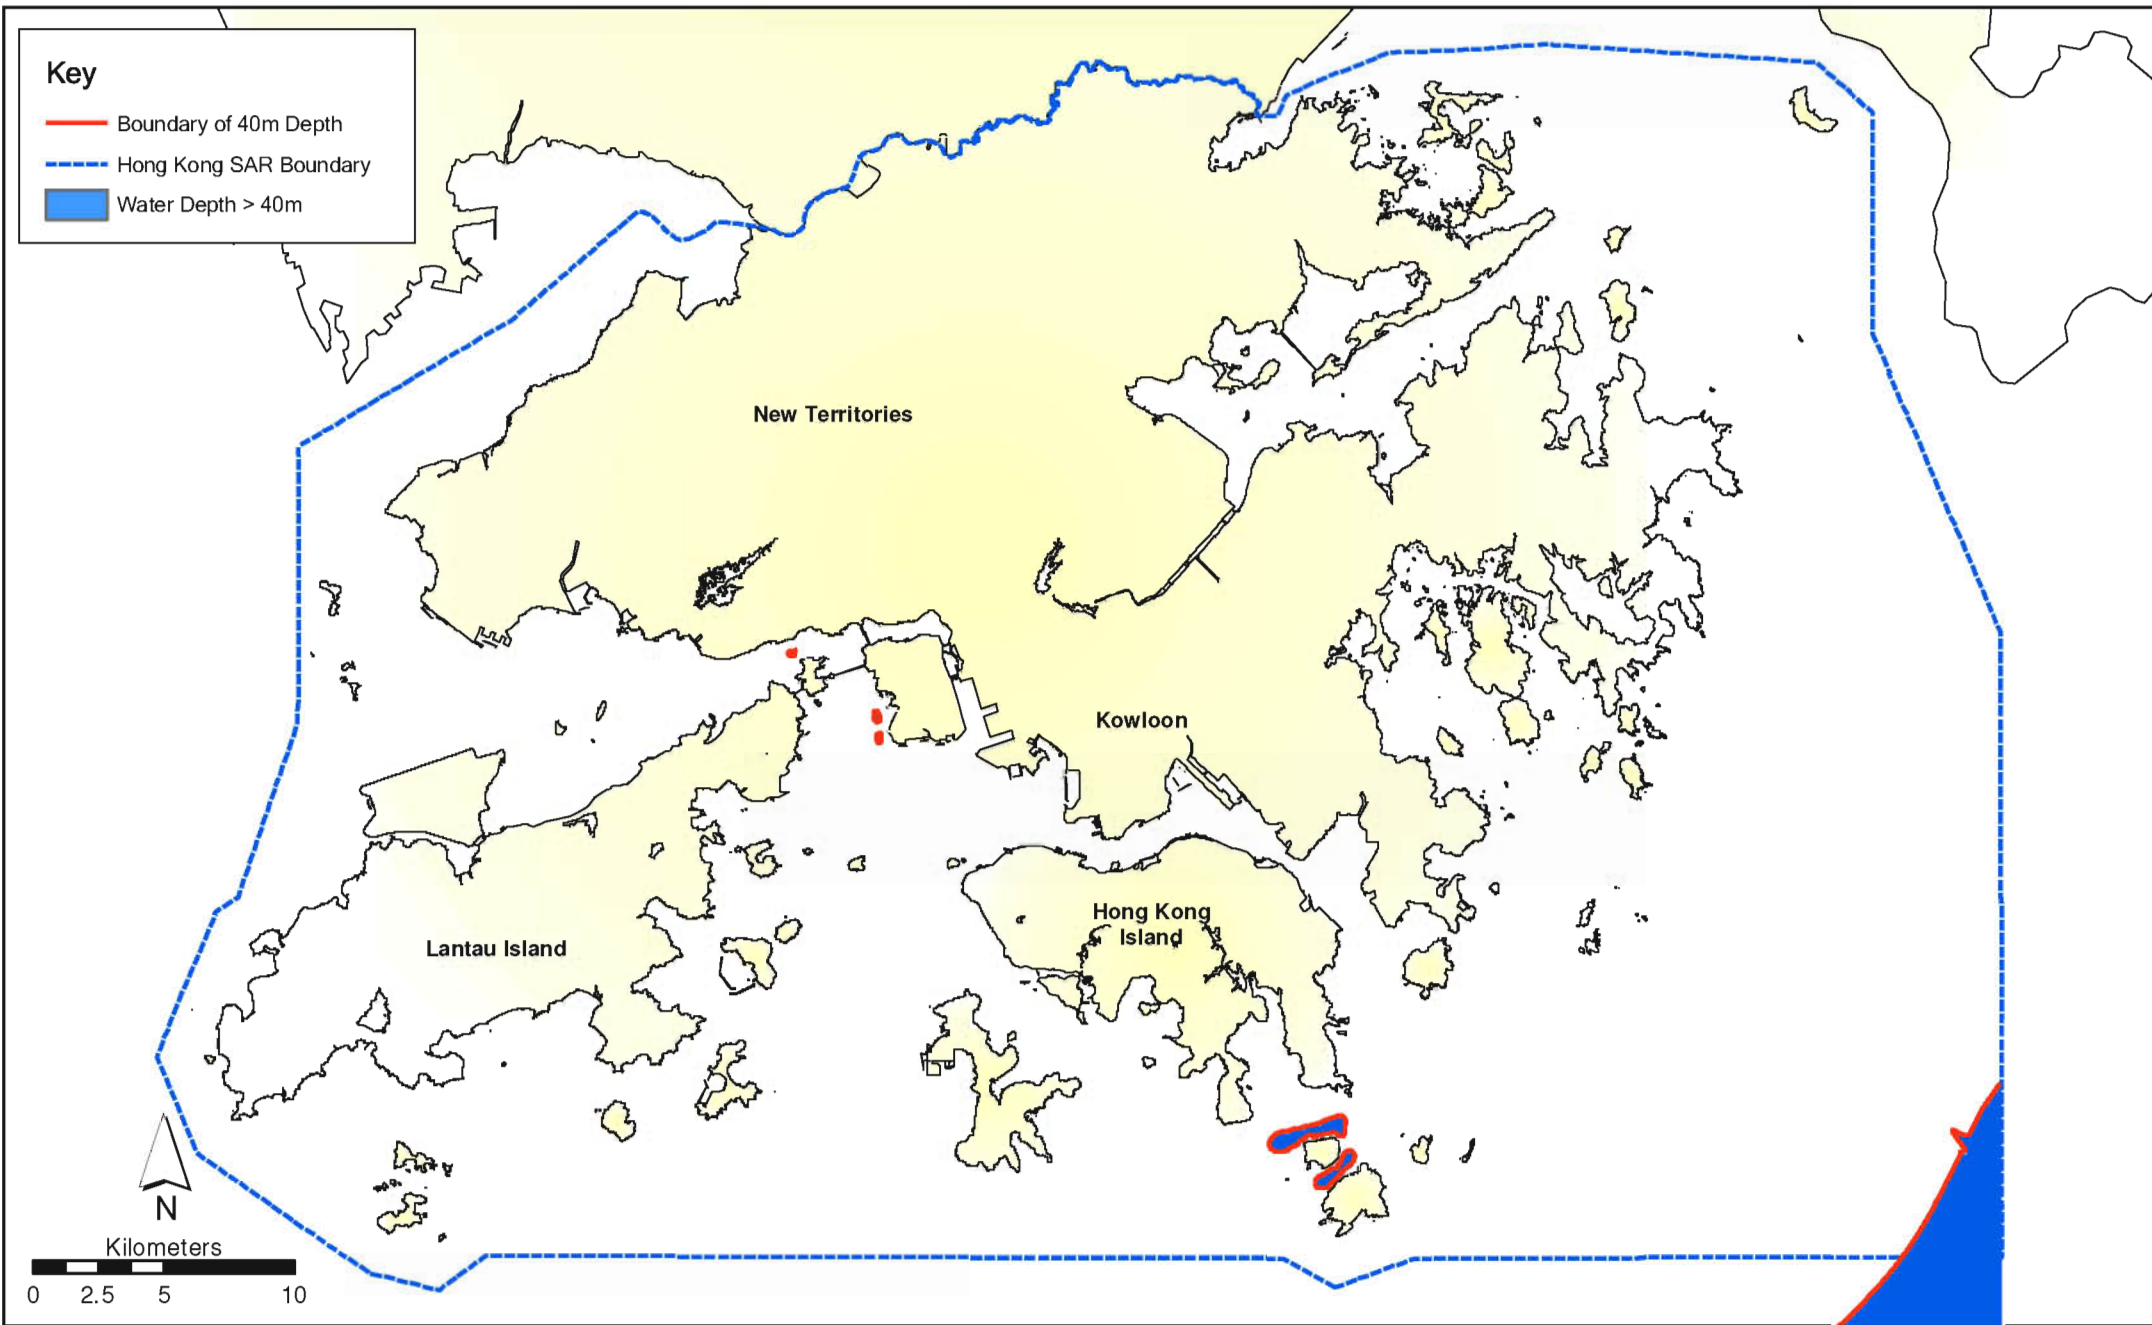 Key
Boundary of 40m Depth
Hong Kong SAR Boundary
Water Depth > 40m
New Territories
Kowloon
Hong Kong
Island
Lantau Island
N
Kilometers
0 2.5 5 10